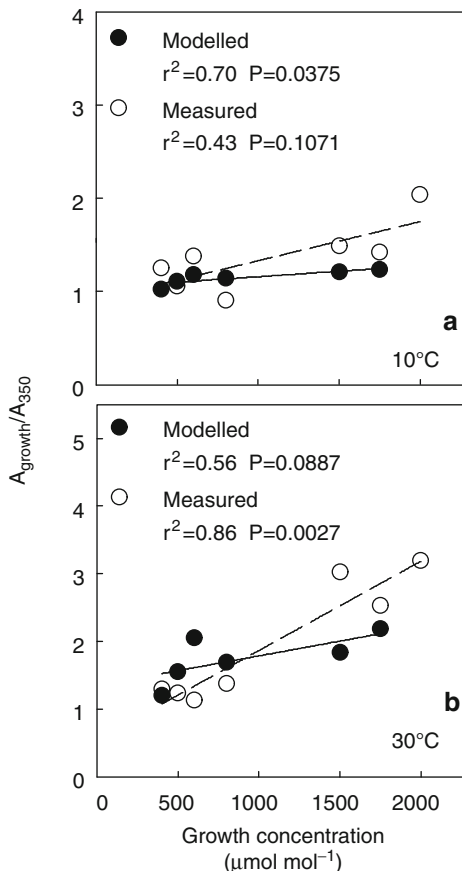 4
Modelled
r²=0.70 P=0.0375
3
Measured
r²=0.43 P=0.1071
2
1
a
10°C
0
A_growth/A_350
5
Modelled
r²=0.56 P=0.0887
4
Measured
r²=0.86 P=0.0027
3
2
1
b
30°C
0
0 500 1000 1500 2000
Growth concentration
(μmol mol⁻¹)